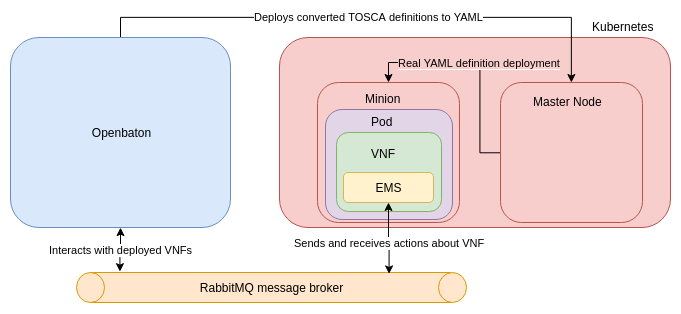 Deploys converted TOSCA definitions to YAML
Kubernetes
Real YAML definition deployment
Minion
Master Node
Pod
Openbaton
VNF
EMS
Sends and receives actions about VNF
Interacts with deployed VNFs
RabbitMQ message broker